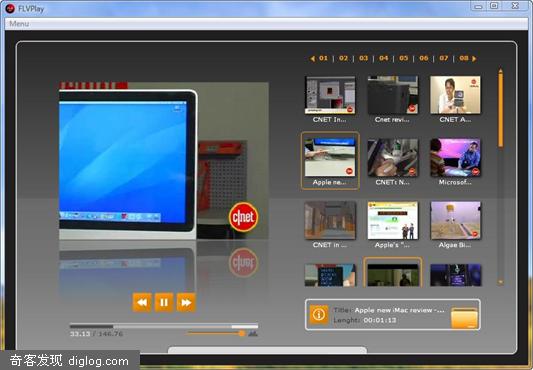 FLVPlay
Menu
01 | 02 | 03 | 04 | 05 | 06 | 07 | 08
c|net
CNET In...
Cnet revi...
CNET A...
Apple ne...
CNET: N...
Microsof...
CNET in ...
Apple's "...
Algae Bi...
Title: Apple new iMac review -...
Lenght: 00:01:13
33.13 / 146.76
奇客发现 diglog.com